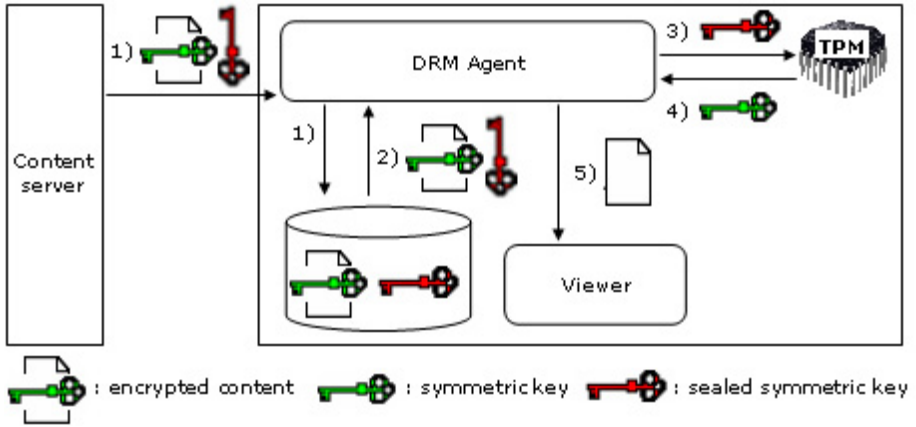 1)
3)
TPM
DRM Agent
4)
1)
2)
5)
Content
server
Viewer
: encrypted content
: symmetric key
: sealed symmetric key